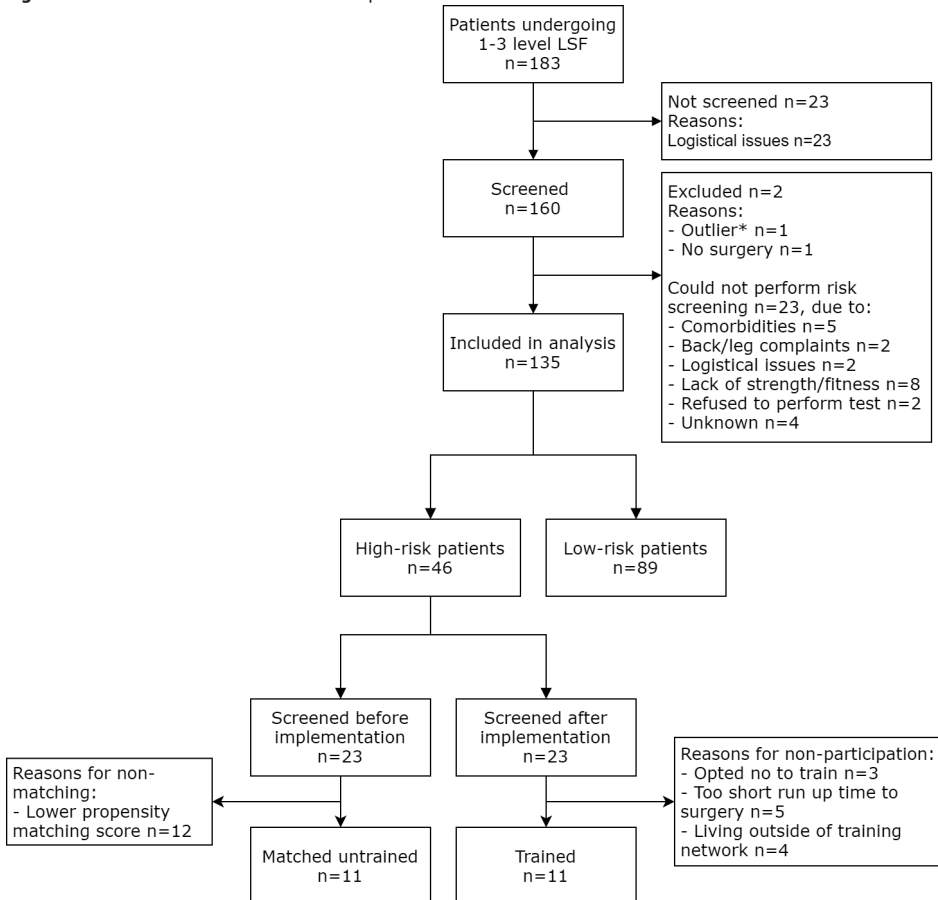 Patients undergoing
1-3 level LSF
n=183
Not screened n=23
Reasons:
Logistical issues n=23
Screened
n=160
Excluded n=2
Reasons:
- Outlier* n=1
- No surgery n=1
Could not perform risk
screening n=23, due to:
- Comorbidities n=5
- Back/leg complaints n=2
- Logistical issues n=2
- Lack of strength/fitness n=8
- Refused to perform test n=2
- Unknown n=4
Included in analysis
n=135
High-risk patients
n=46
Low-risk patients
n=89
Screened before
implementation
n=23
Screened after
implementation
n=23
Reasons for non-
matching:
- Lower propensity
matching score n=12
Reasons for non-participation:
- Opted no to train n=3
- Too short run up time to
surgery n=5
- Living outside of training
network n=4
Matched untrained
n=11
Trained
n=11